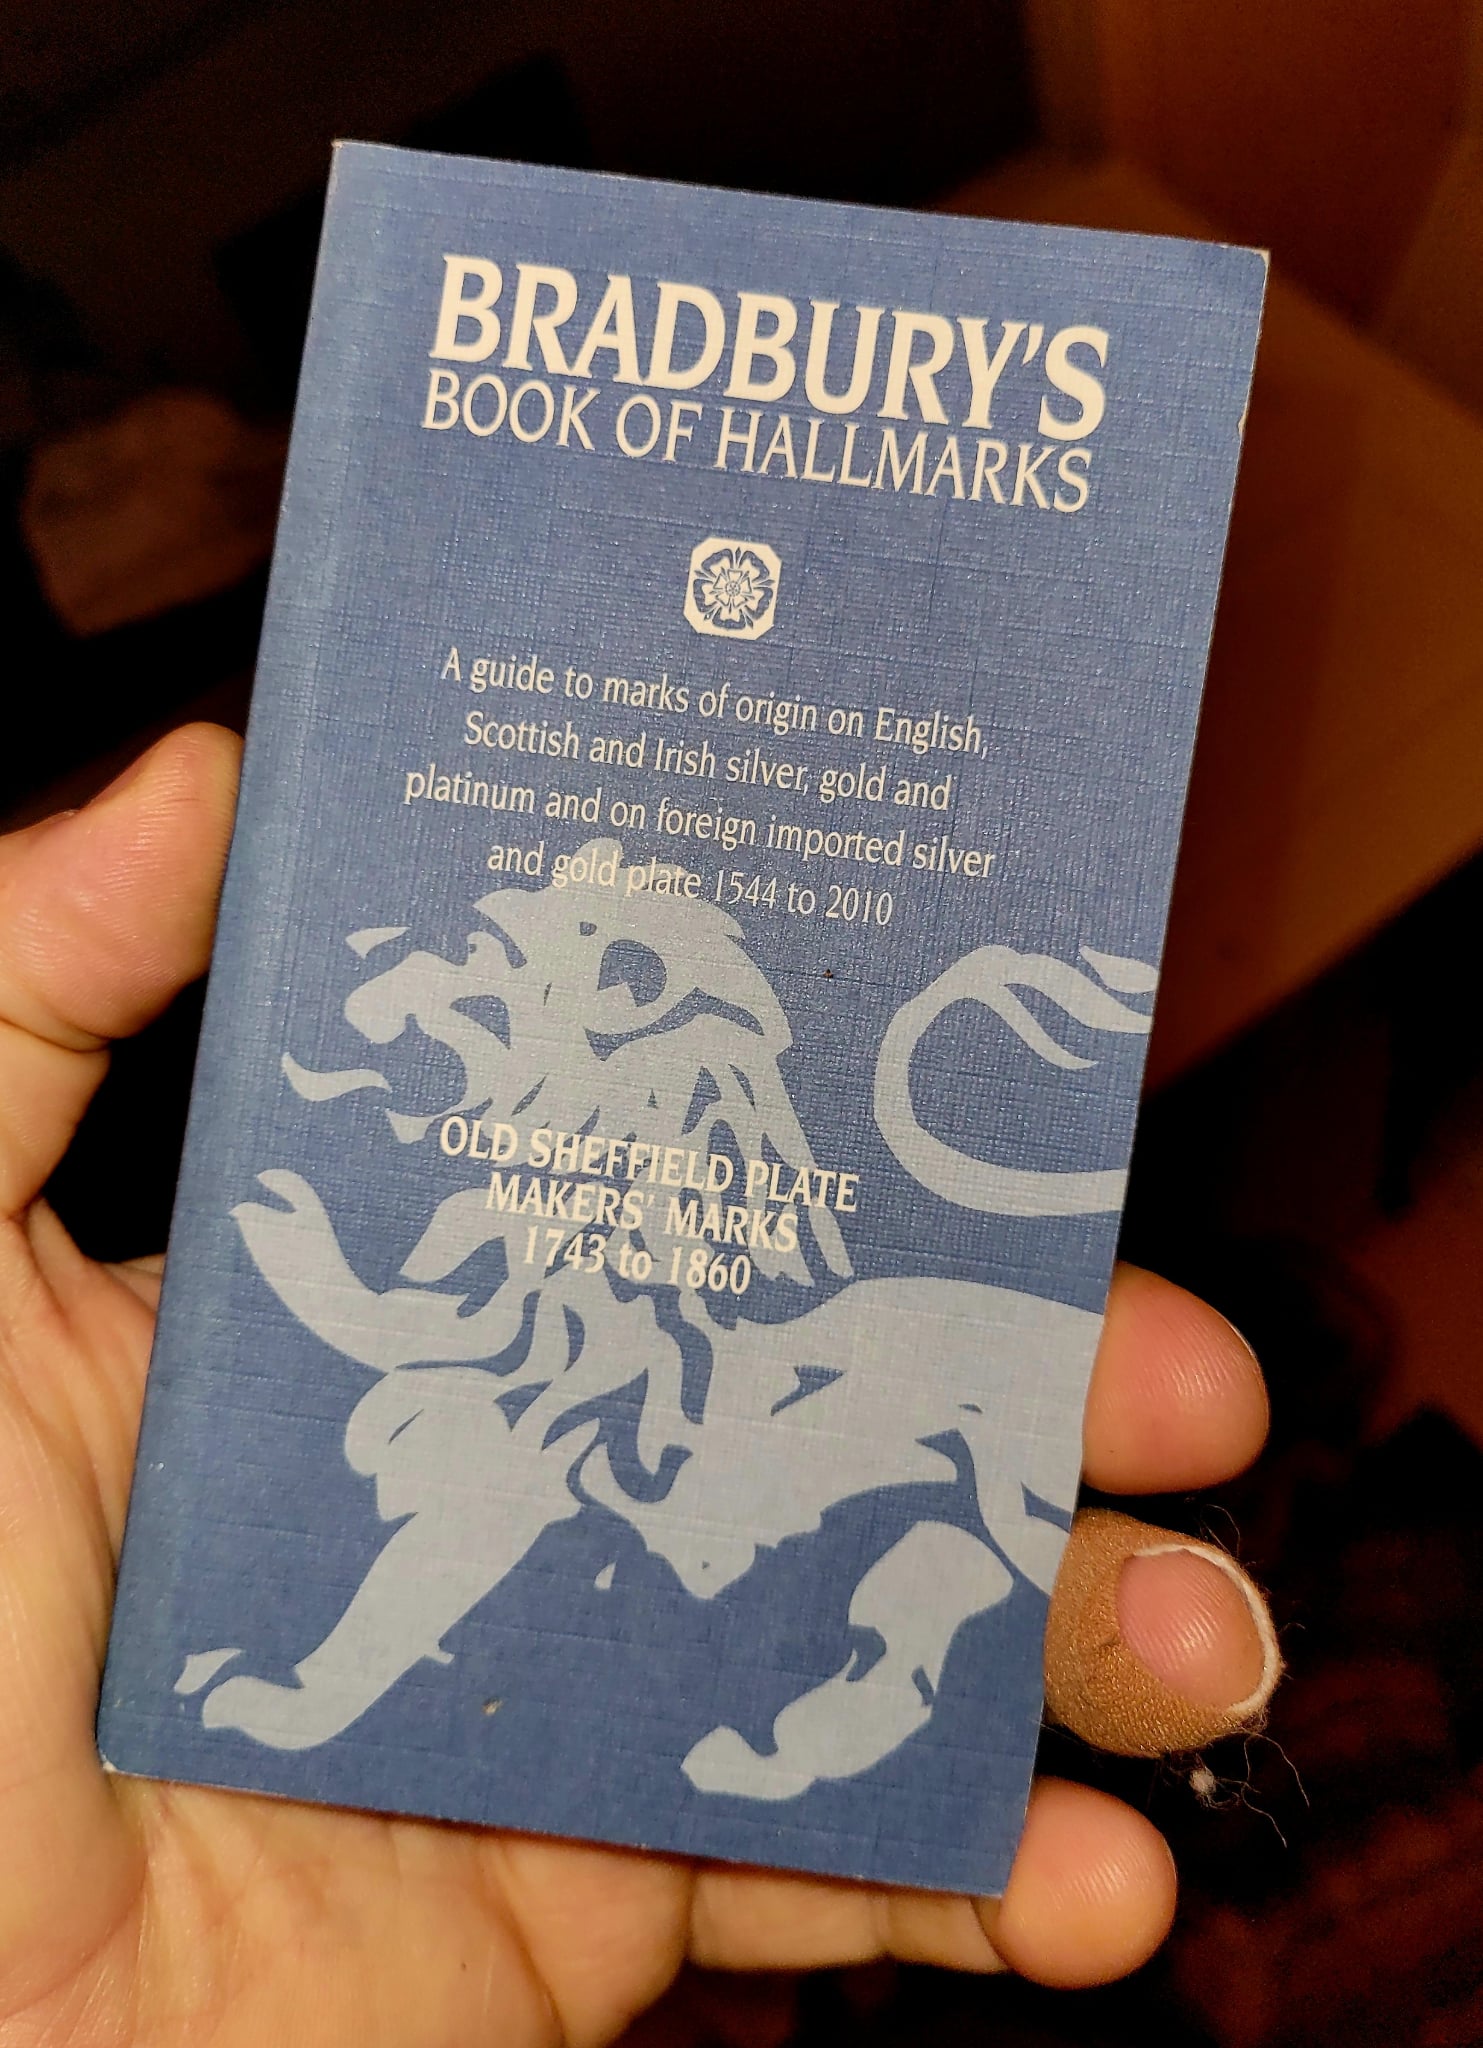 BRADBURY'S
BOOK OF HALLMARKS
A guide to marks of origin on English,
Scottish and Irish silver, gold and
platinum and on foreign imported silver
and gold plate 1544 to 2010
OLD SHEFFIELD PLATE
MAKERS' MARKS
1743 to 1860